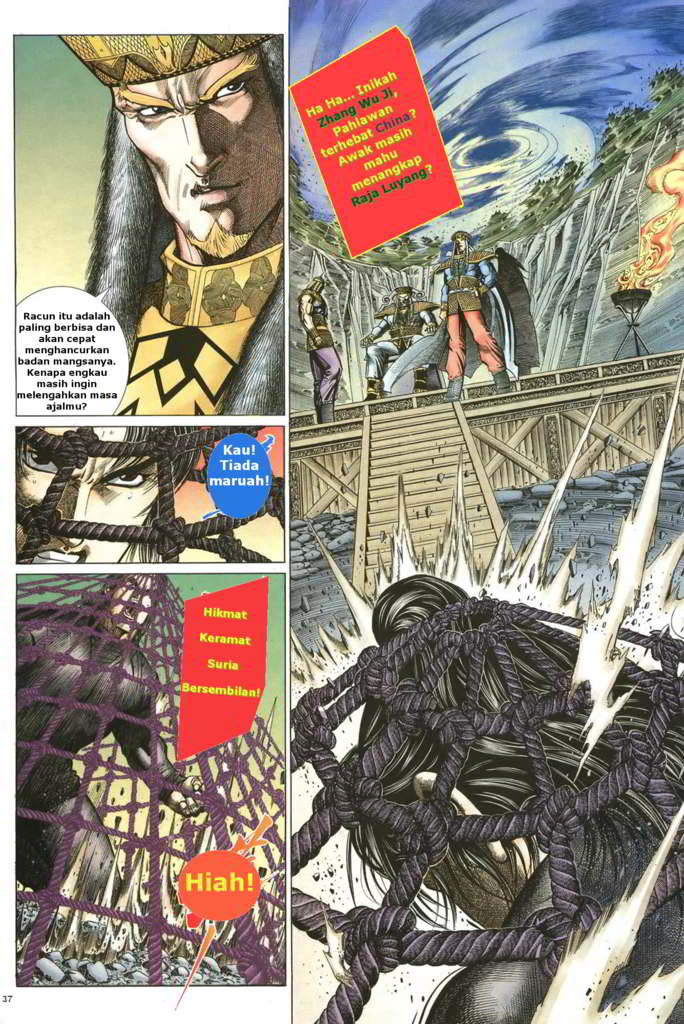 Racun itu adalah
paling berbisa dan
akan cepat
menghancurkan
badan mangsanya.
Kenapa engkau
masih ingin
melengahkan masa
ajalmu?
Kau!
Tiada
maruah!
Hikmat
Keramat
Suria
Bersembilan!
Hiah!
Ha Ha... Inikah
Zhang Wu Ji,
Pahlawan
terhebat China?
Awak masih
mahu
menangkap
Raja Luyang?
37